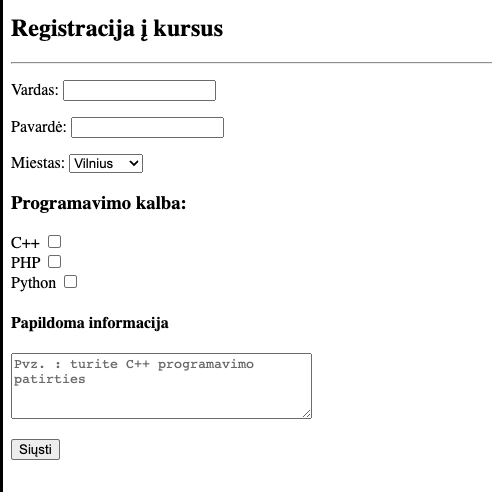 Registracija į kursus
Vardas:
Pavardė:
Miestas: Vilnius
Programavimo kalba:
C++
PHP
Python
Papildoma informacija
Pvz. : turite C++ programavimo
patirties
Siųsti